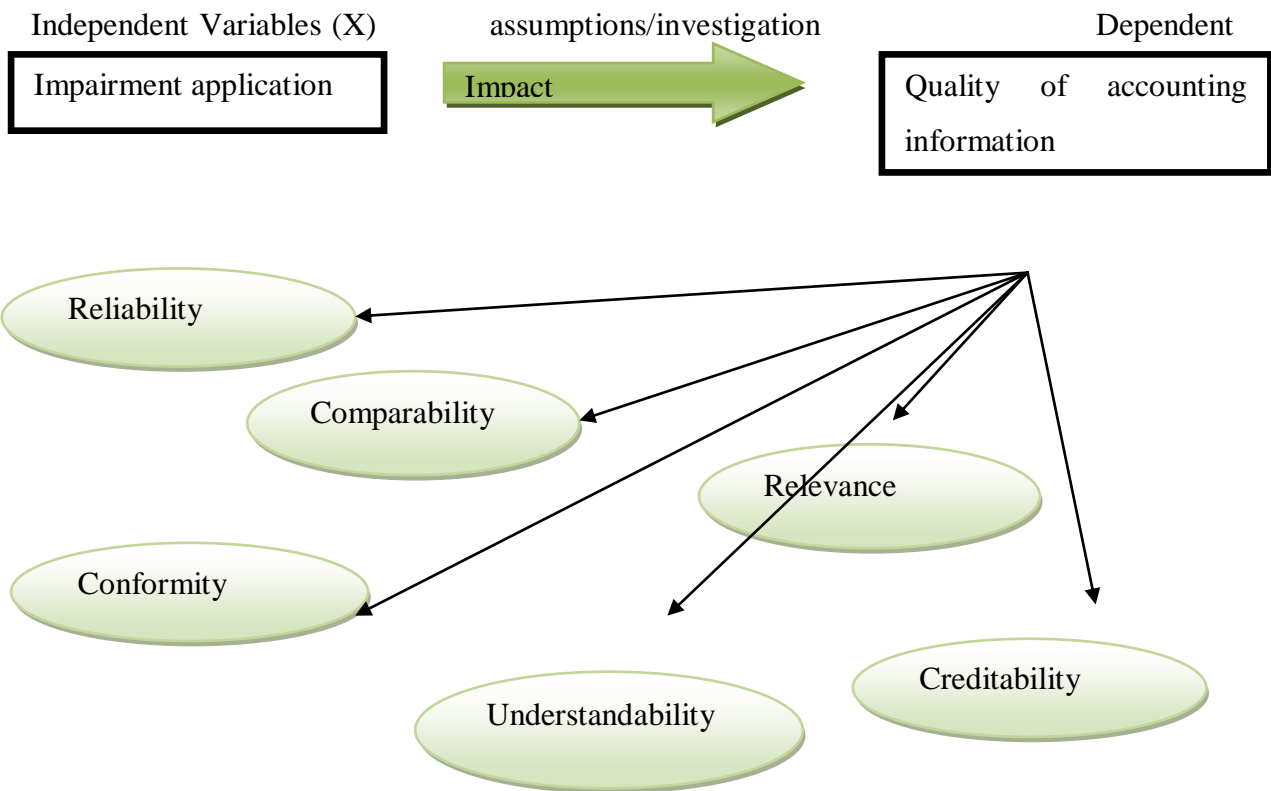 Independent Variables (X) assumptions/investigation Dependent
Impairment application
Impact
Quality of accounting
information
Reliability
Comparability
Relevance
Conformity
Creditability
Understandability